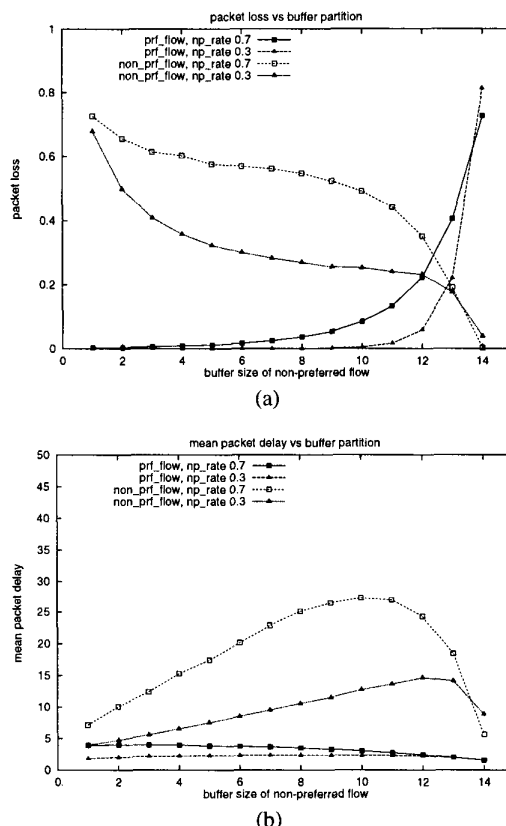 packet loss vs buffer partition
prf_flow, np_rate 0.7
prf_flow, np_rate 0.3
non_prf_flow, np_rate 0.7
non_prf_flow, np_rate 0.3
1
0.8
0.6
0.4
0.2
0
packet loss
0 2 4 6 8 10 12 14
buffer size of non-preferred flow
(a)
mean packet delay vs buffer partition
prf_flow, np_rate 0.7
prf_flow, np_rate 0.3
non_prf_flow, np_rate 0.7
non_prf_flow, np_rate 0.3
50
45
40
35
30
25
20
15
10
5
0
mean packet delay
0. 2 4 6 8 10 12 14
buffer size of non-preferred flow
(b)